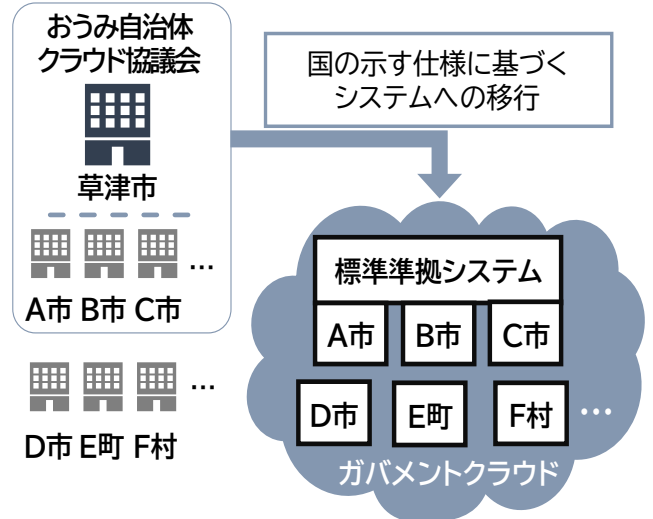 おうみ自治体
クラウド協議会
草津市
A市 B市 C市
…
D市 E町 F村
…
国の示す仕様に基づく
システムへの移行
標準準拠システム
A市 B市 C市
D市 E町 F村 …
ガバメントクラウド